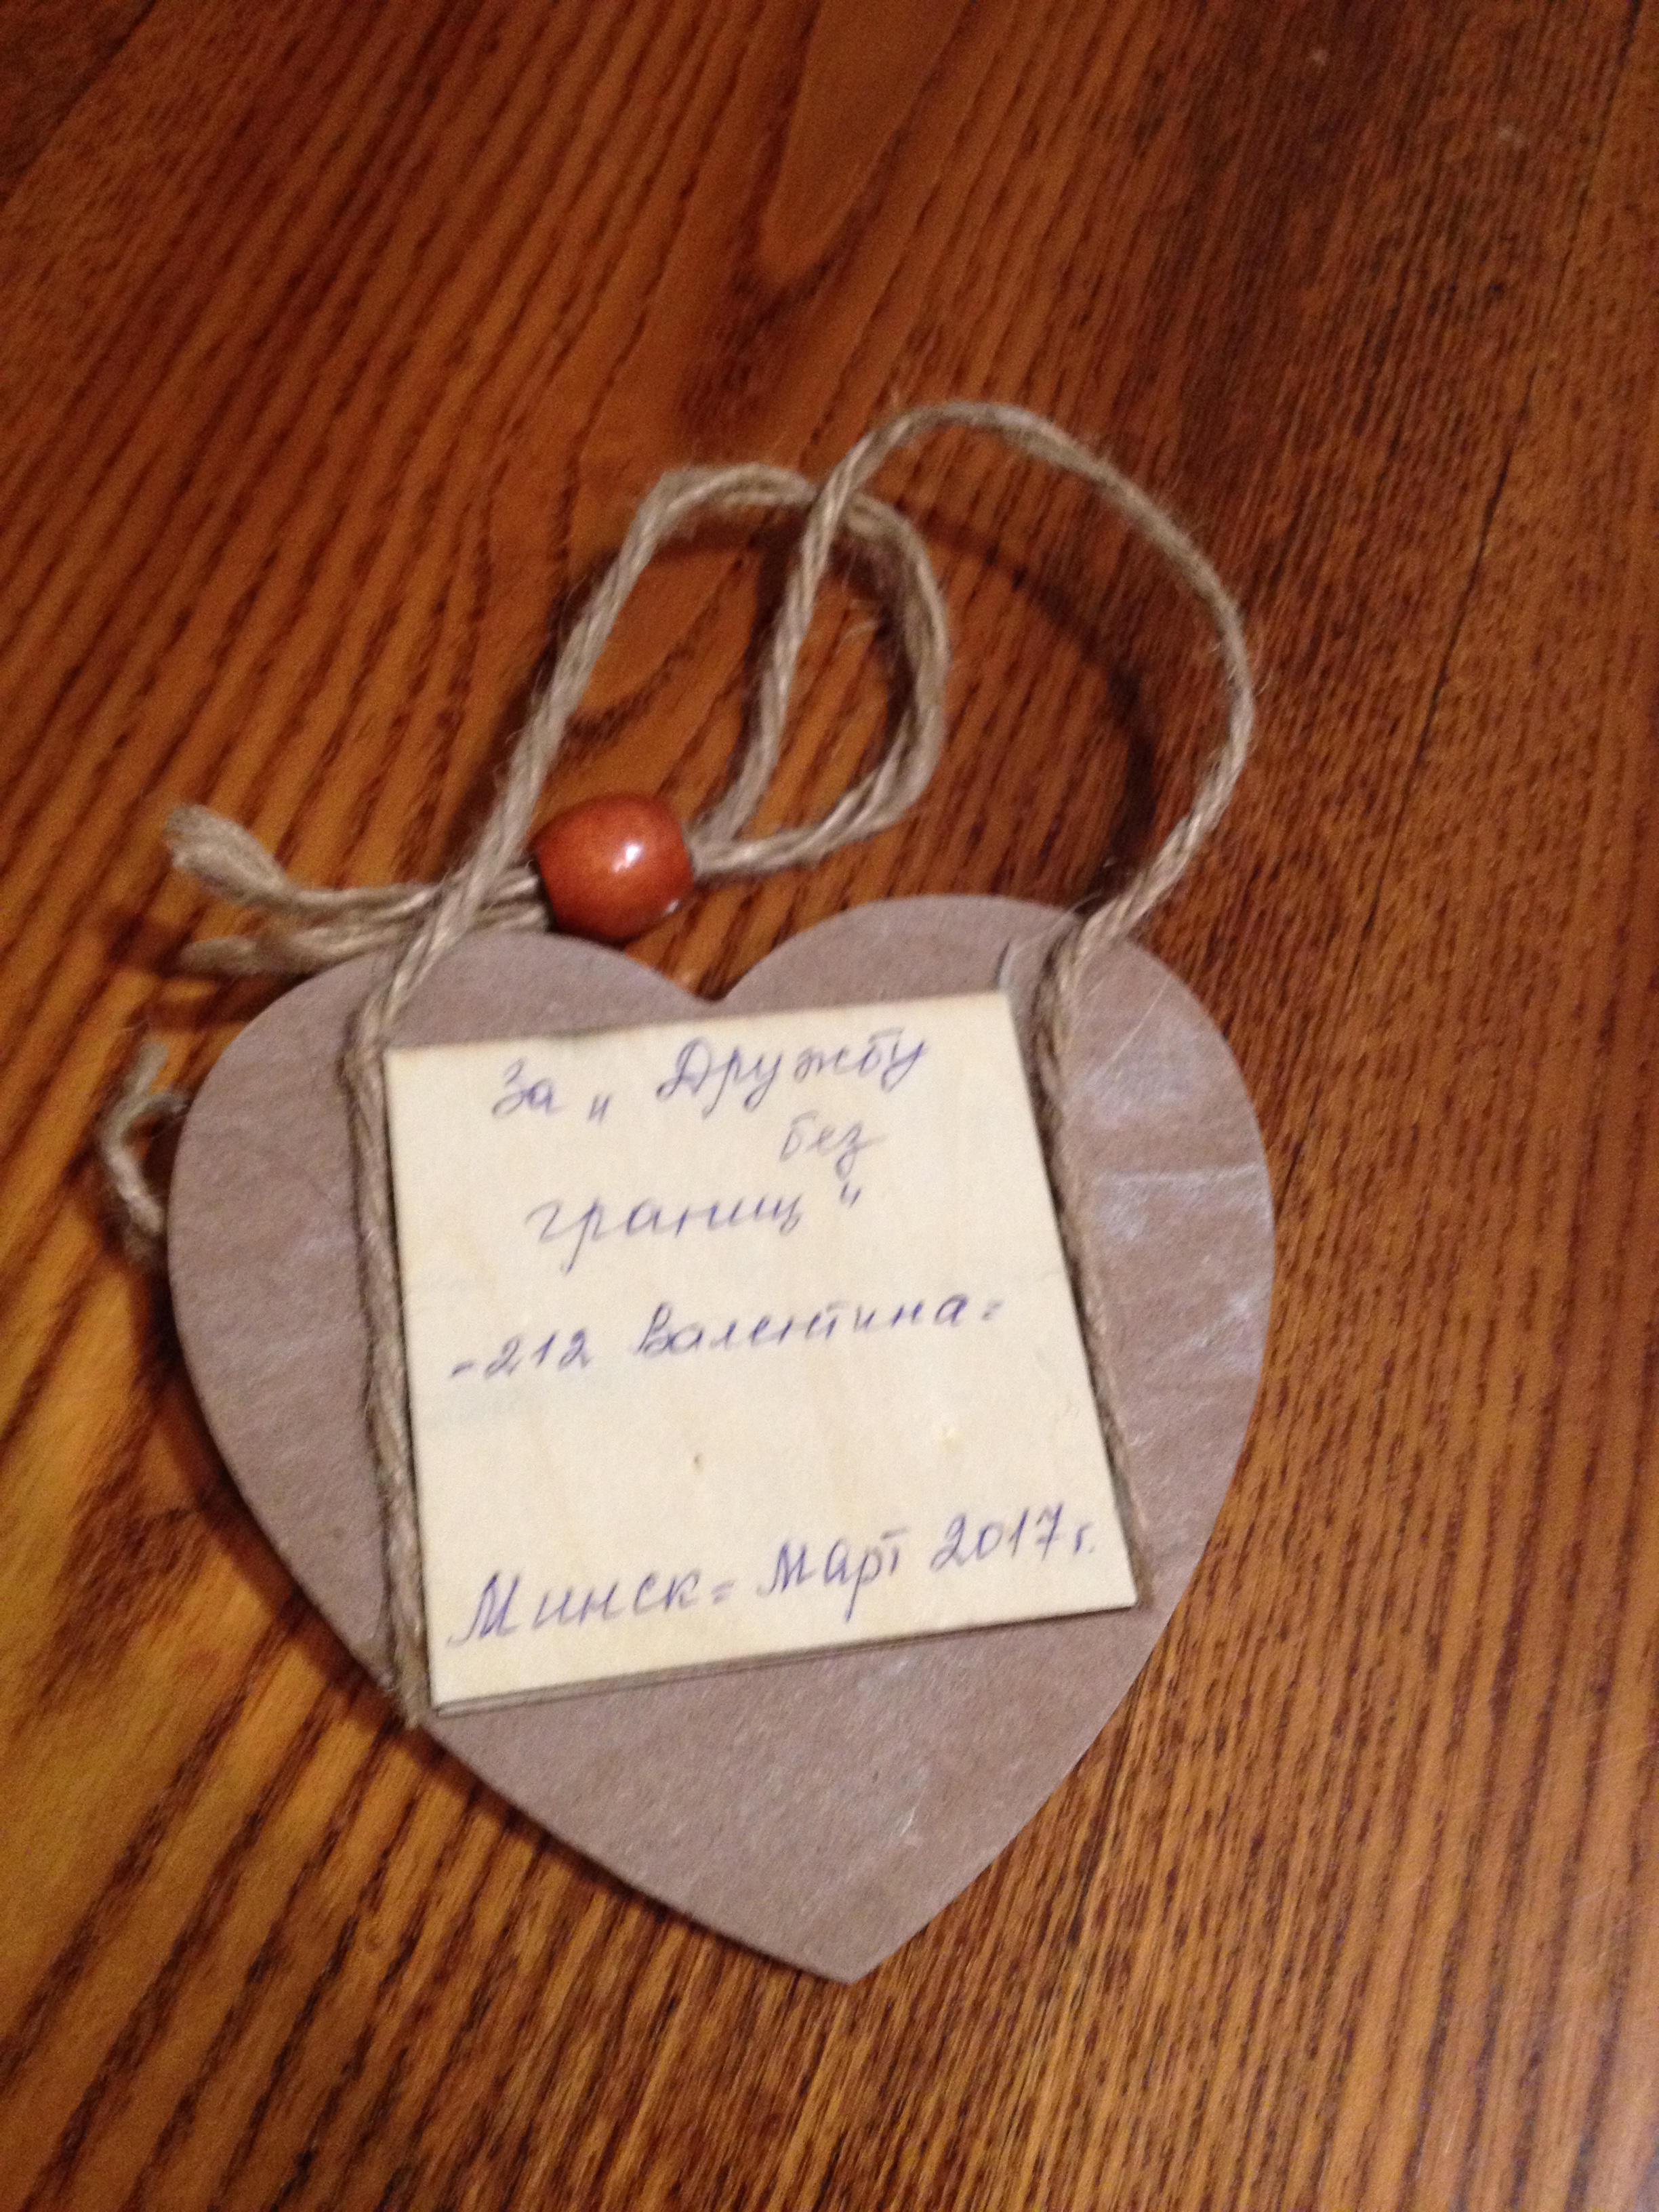 За „Дружбу
без
границ“
-212 Валентина=
Минск= Март 2017г.